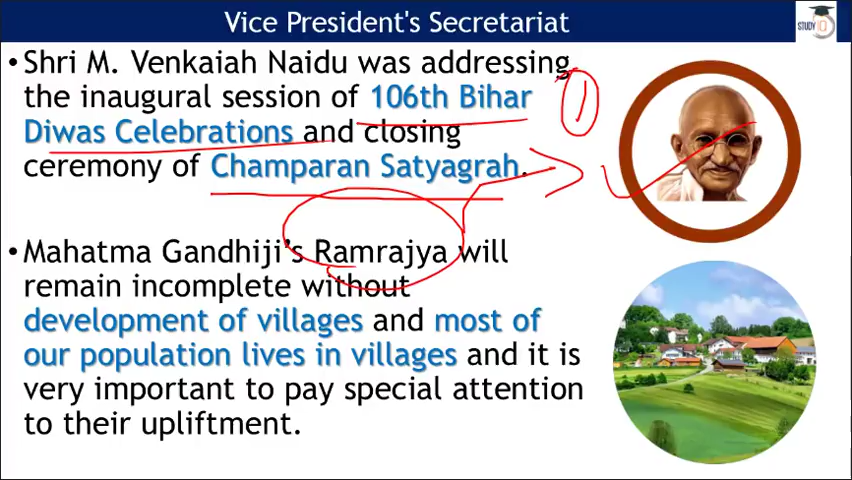 Vice President's Secretariat
STUDY IQ
•Shri M. Venkaiah Naidu was addressing
the inaugural session of 106th Bihar
Diwas Celebrations and closing
ceremony of Champaran Satyagrah.
1
•Mahatma Gandhiji's Ramrajya will
remain incomplete without
development of villages and most of
our population lives in villages and it is
very important to pay special attention
to their upliftment.